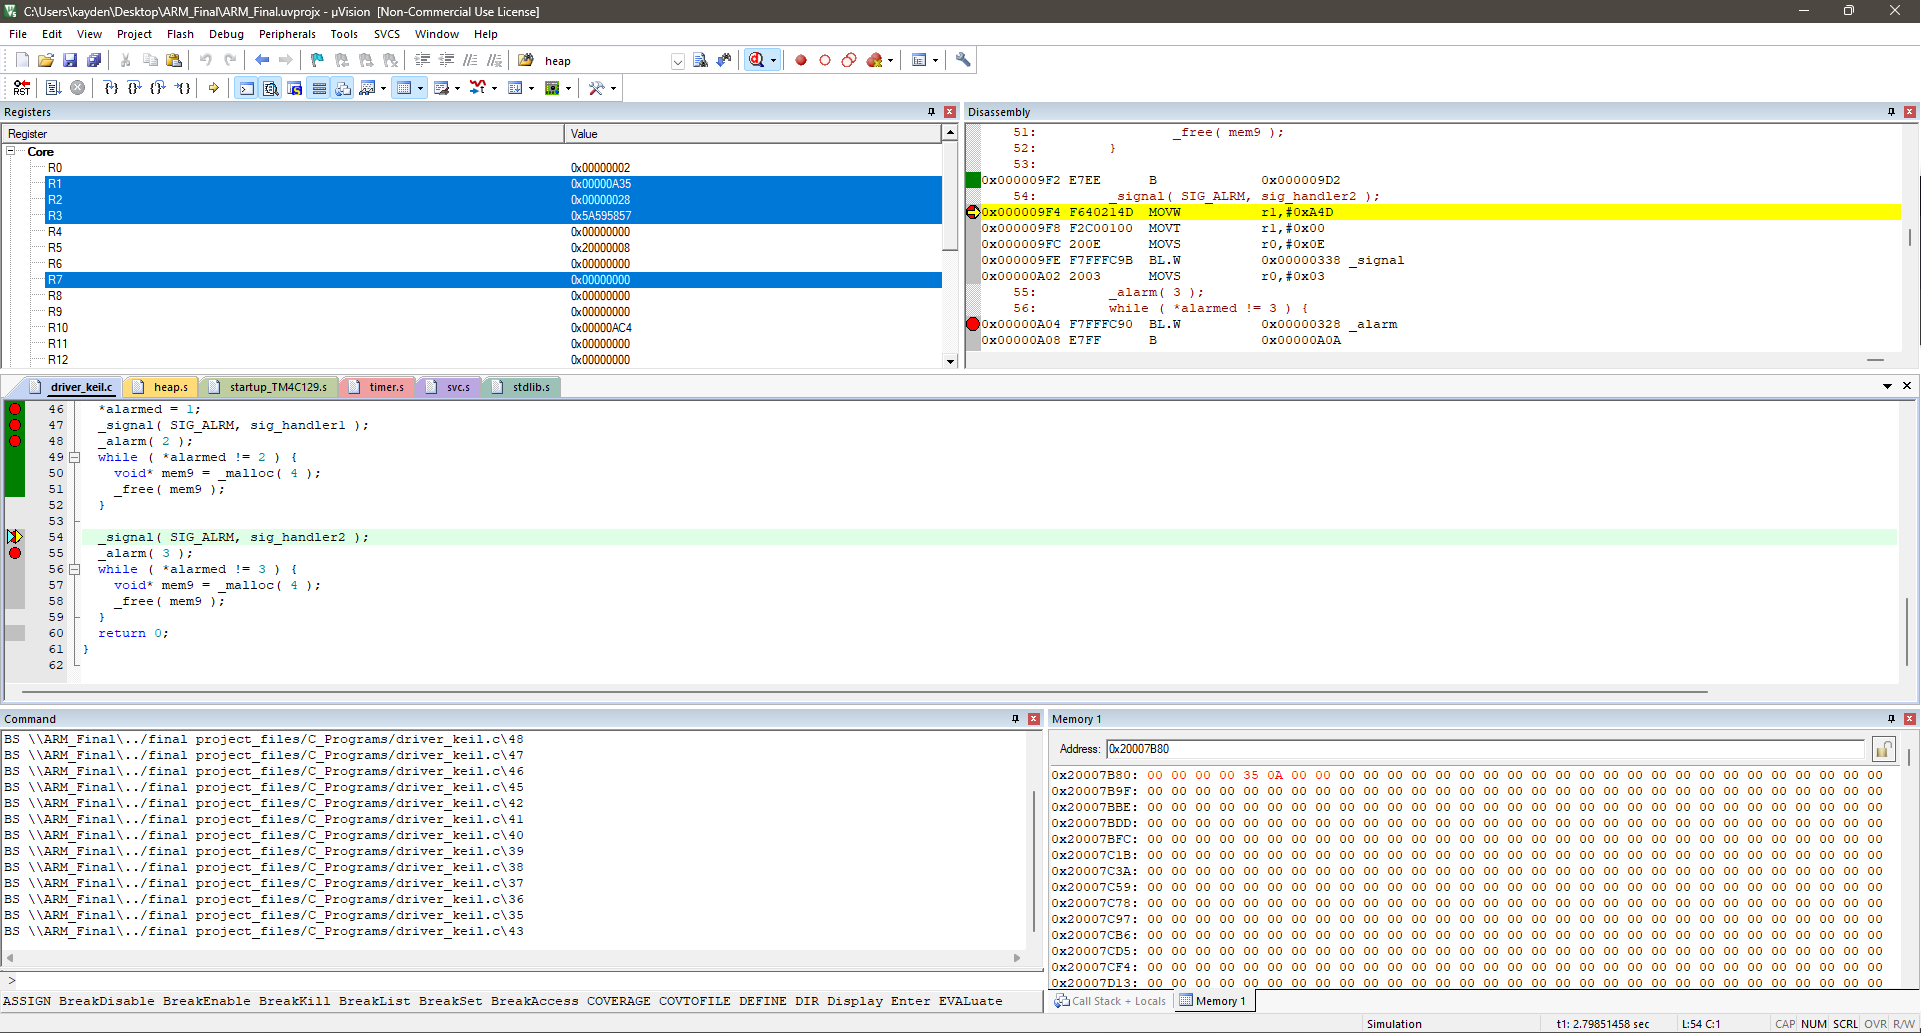 C:\Users\kayden\Desktop\ARM_Final\ARM_Final.uvprojx - µVision  [Non-Commercial Use License]
File Edit View Project Flash Debug Peripherals Tools SVCS Window Help
heap
RST
Registers
Register Value
Core
R0 0x00000002
R1 0x00000A35
R2 0x00000028
R3 0x5A595857
R4 0x00000000
R5 0x20000008
R6 0x00000000
R7 0x00000000
R8 0x00000000
R9 0x00000000
R10 0x00000AC4
R11 0x00000000
R12 0x00000000
Disassembly
51: _free( mem9 );
52: }
53:
0x000009F2 E7EE B 0x000009D2
54: _signal( SIG_ALRM, sig_handler2 );
0x000009F4 F640214D MOVW r1,#0xA4D
0x000009F8 F2C00100 MOVT r1,#0x00
0x000009FC 200E MOVS r0,#0x0E
0x000009FE F7FFFC9B BL.W 0x00000338 _signal
0x00000A02 2003 MOVS r0,#0x03
55: _alarm( 3 );
56: while ( *alarmed != 3 ) {
0x00000A04 F7FFFC90 BL.W 0x00000328 _alarm
0x00000A08 E7FF B 0x00000A0A
driver_keil.c heap.s startup_TM4C129.s timer.s svc.s stdlib.s
46 *alarmed = 1;
47 _signal( SIG_ALRM, sig_handler1 );
48 _alarm( 2 );
49 while ( *alarmed != 2 ) {
50 void* mem9 = _malloc( 4 );
51 _free( mem9 );
52 }
53
54 _signal( SIG_ALRM, sig_handler2 );
55 _alarm( 3 );
56 while ( *alarmed != 3 ) {
57 void* mem9 = _malloc( 4 );
58 _free( mem9 );
59 }
60 return 0;
61 }
62
Command
BS \\ARM_Final\../final project_files/C_Programs/driver_keil.c\48
BS \\ARM_Final\../final project_files/C_Programs/driver_keil.c\47
BS \\ARM_Final\../final project_files/C_Programs/driver_keil.c\46
BS \\ARM_Final\../final project_files/C_Programs/driver_keil.c\45
BS \\ARM_Final\../final project_files/C_Programs/driver_keil.c\42
BS \\ARM_Final\../final project_files/C_Programs/driver_keil.c\41
BS \\ARM_Final\../final project_files/C_Programs/driver_keil.c\40
BS \\ARM_Final\../final project_files/C_Programs/driver_keil.c\39
BS \\ARM_Final\../final project_files/C_Programs/driver_keil.c\38
BS \\ARM_Final\../final project_files/C_Programs/driver_keil.c\37
BS \\ARM_Final\../final project_files/C_Programs/driver_keil.c\36
BS \\ARM_Final\../final project_files/C_Programs/driver_keil.c\35
BS \\ARM_Final\../final project_files/C_Programs/driver_keil.c\43
>
ASSIGN BreakDisable BreakEnable BreakKill BreakList BreakSet BreakAccess COVERAGE COVTOFILE DEFINE DIR Display Enter EVALuate
Memory 1
Address: 0x20007B80
0x20007B80: 00 00 00 00 35 0A 00 00 00 00 00 00 00 00 00 00 00 00 00 00 00 00 00 00 00 00 00 00 00 00 00
0x20007B9F: 00 00 00 00 00 00 00 00 00 00 00 00 00 00 00 00 00 00 00 00 00 00 00 00 00 00 00 00 00 00 00
0x20007BBE: 00 00 00 00 00 00 00 00 00 00 00 00 00 00 00 00 00 00 00 00 00 00 00 00 00 00 00 00 00 00 00
0x20007BDD: 00 00 00 00 00 00 00 00 00 00 00 00 00 00 00 00 00 00 00 00 00 00 00 00 00 00 00 00 00 00 00
0x20007BFC: 00 00 00 00 00 00 00 00 00 00 00 00 00 00 00 00 00 00 00 00 00 00 00 00 00 00 00 00 00 00 00
0x20007C1B: 00 00 00 00 00 00 00 00 00 00 00 00 00 00 00 00 00 00 00 00 00 00 00 00 00 00 00 00 00 00 00
0x20007C3A: 00 00 00 00 00 00 00 00 00 00 00 00 00 00 00 00 00 00 00 00 00 00 00 00 00 00 00 00 00 00 00
0x20007C59: 00 00 00 00 00 00 00 00 00 00 00 00 00 00 00 00 00 00 00 00 00 00 00 00 00 00 00 00 00 00 00
0x20007C78: 00 00 00 00 00 00 00 00 00 00 00 00 00 00 00 00 00 00 00 00 00 00 00 00 00 00 00 00 00 00 00
0x20007C97: 00 00 00 00 00 00 00 00 00 00 00 00 00 00 00 00 00 00 00 00 00 00 00 00 00 00 00 00 00 00 00
0x20007CB6: 00 00 00 00 00 00 00 00 00 00 00 00 00 00 00 00 00 00 00 00 00 00 00 00 00 00 00 00 00 00 00
0x20007CD5: 00 00 00 00 00 00 00 00 00 00 00 00 00 00 00 00 00 00 00 00 00 00 00 00 00 00 00 00 00 00 00
0x20007CF4: 00 00 00 00 00 00 00 00 00 00 00 00 00 00 00 00 00 00 00 00 00 00 00 00 00 00 00 00 00 00 00
0x20007D13: 00 00 00 00 00 00 00 00 00 00 00 00 00 00 00 00 00 00 00 00 00 00 00 00 00 00 00 00 00 00 00
Call Stack + Locals Memory 1
Simulation t1: 2.79851458 sec L:54 C:1 CAP NUM SCRL OVR R/W